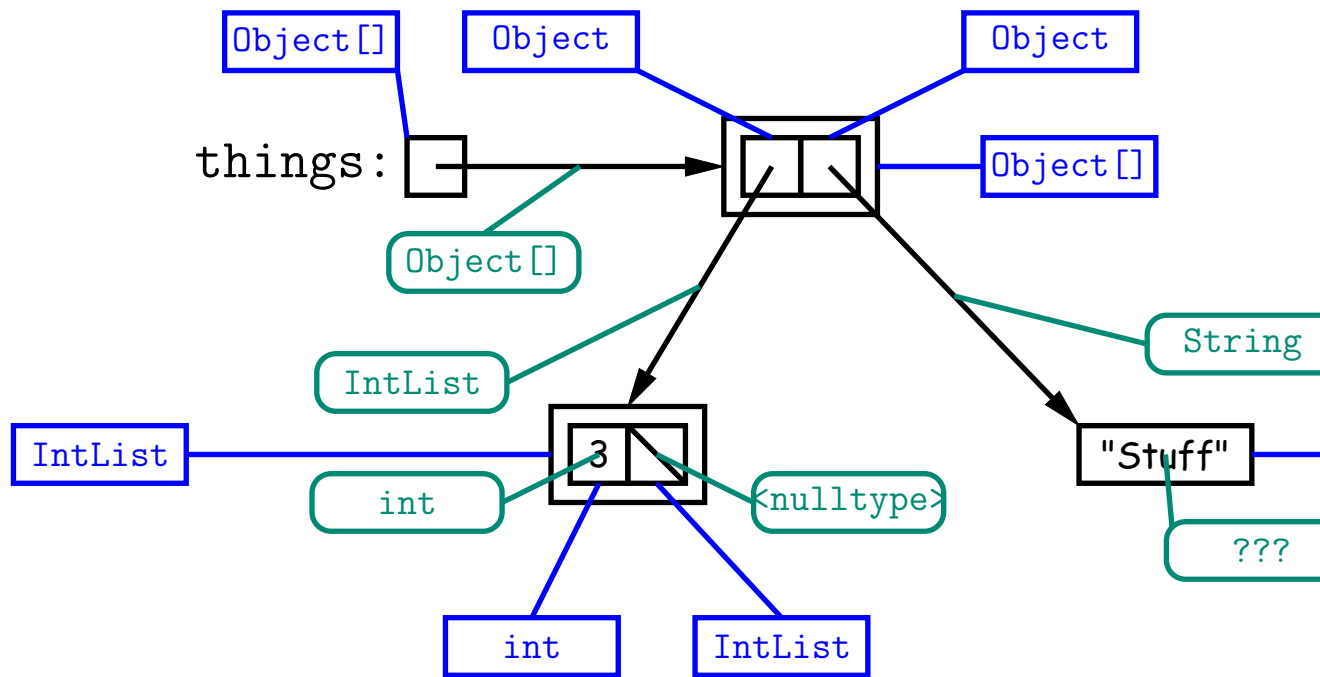 Object[]
Object
Object
things:
Object[]
Object[]
String
IntList
IntList
3
"Stuff"
int
<nulltype>
???
int
IntList